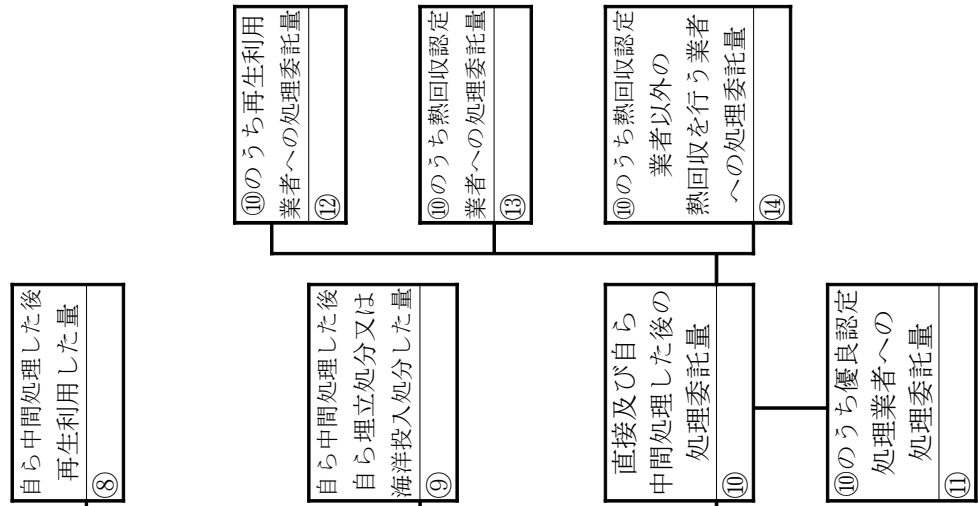 自ら中間処理した後
再生利用した量
⑧
自ら中間処理した後
自ら埋立処分又は
海洋投入処分した量
⑨
直接及び自ら
中間処理した後の
処理委託量
⑩
⑩のうち優良認定
処理業者への
処理委託量
⑪
⑩のうち再生利用
業者への処理委託量
⑫
⑩のうち熱回収認定
業者への処理委託量
⑬
⑩のうち熱回収認定
業者以外の
熱回収を行う業者
への処理委託量
⑭